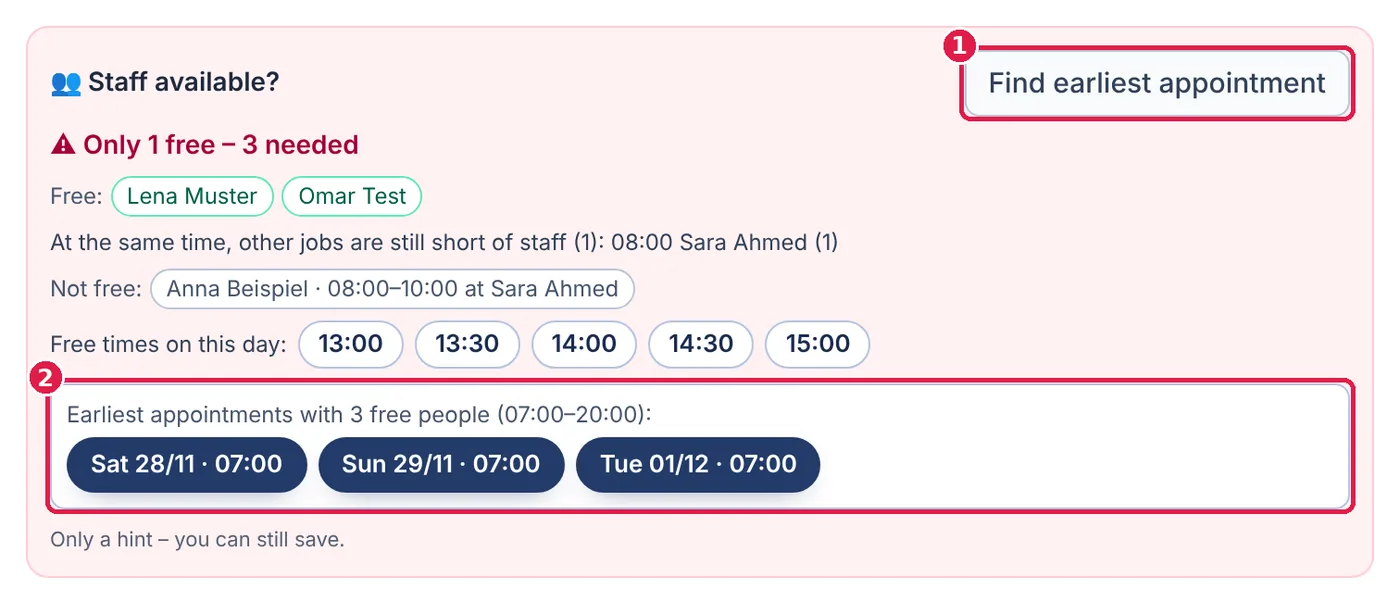 1
👥 Staff available?
Find earliest appointment
⚠ Only 1 free – 3 needed
Free: Lena Muster Omar Test
At the same time, other jobs are still short of staff (1): 08:00 Sara Ahmed (1)
Not free: Anna Beispiel · 08:00–10:00 at Sara Ahmed
Free times on this day: 13:00 13:30 14:00 14:30 15:00
2
Earliest appointments with 3 free people (07:00–20:00):
Sat 28/11 · 07:00 Sun 29/11 · 07:00 Tue 01/12 · 07:00
Only a hint – you can still save.